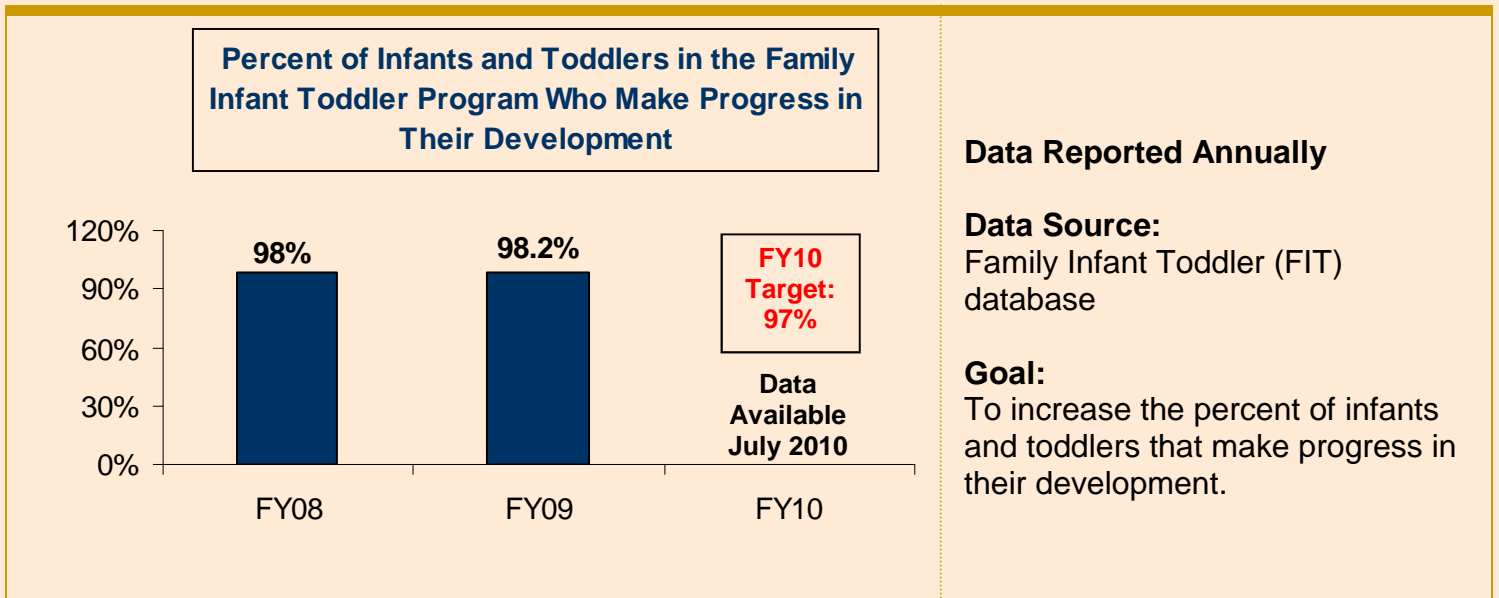 Percent of Infants and Toddlers in the Family
Infant Toddler Program Who Make Progress in
Their Development
120%
90%
60%
30%
0%
98%
98.2%
FY10
Target:
97%
Data
Available
July 2010
FY08
FY09
FY10
Data Reported Annually
Data Source:
Family Infant Toddler (FIT)
database
Goal:
To increase the percent of infants
and toddlers that make progress in
their development.